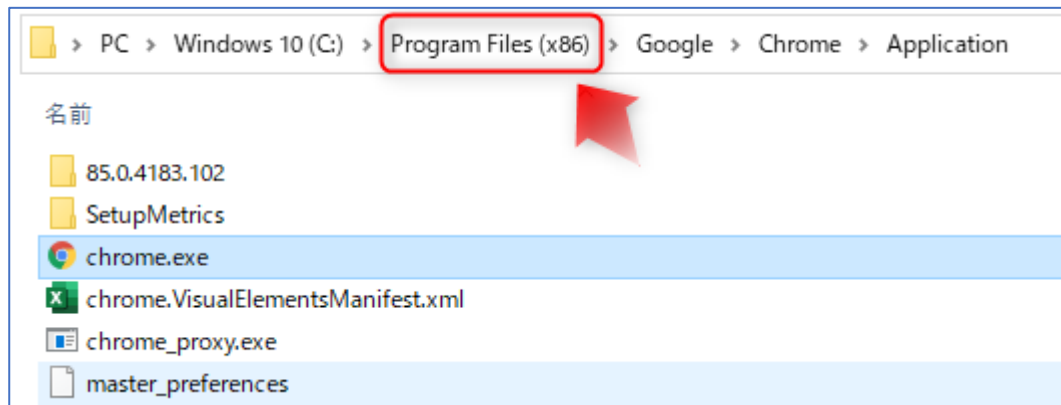 PC > Windows 10 (C:) > Program Files (x86) > Google > Chrome > Application
名前
85.0.4183.102
SetupMetrics
chrome.exe
chrome.VisualElementsManifest.xml
chrome_proxy.exe
master_preferences